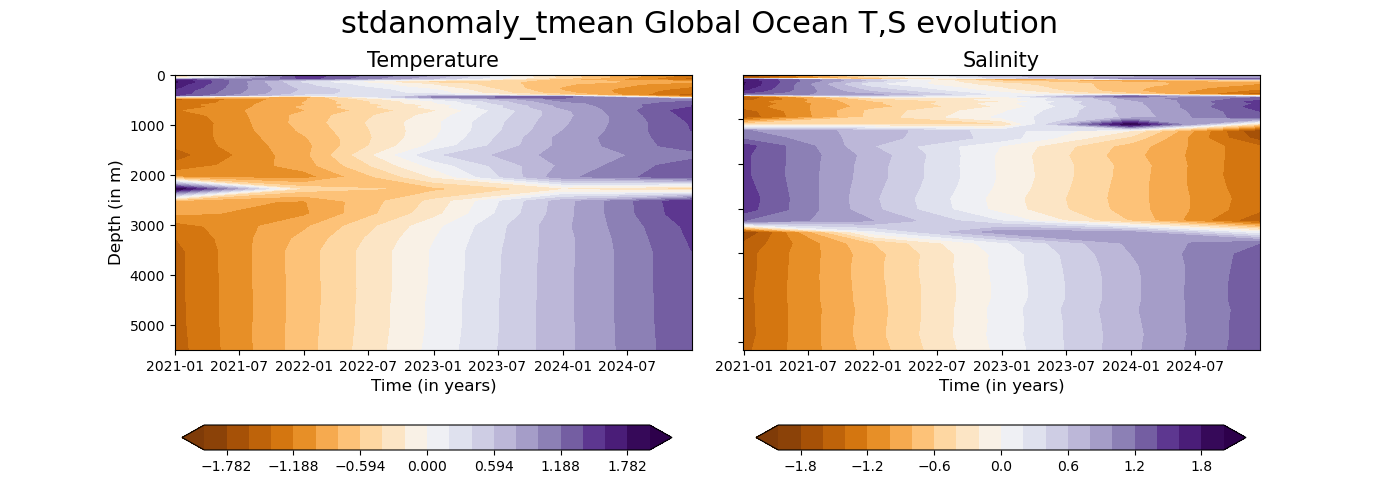 stdanomaly_tmean Global Ocean T,S evolution
Temperature
Salinity
Depth (in m)
0
1000
2000
3000
4000
5000
2021-01 2021-07 2022-01 2022-07 2023-01 2023-07 2024-01 2024-07
Time (in years)
2021-01 2021-07 2022-01 2022-07 2023-01 2023-07 2024-01 2024-07
Time (in years)
−1.782 −1.188 −0.594 0.000 0.594 1.188 1.782
−1.8 −1.2 −0.6 0.0 0.6 1.2 1.8